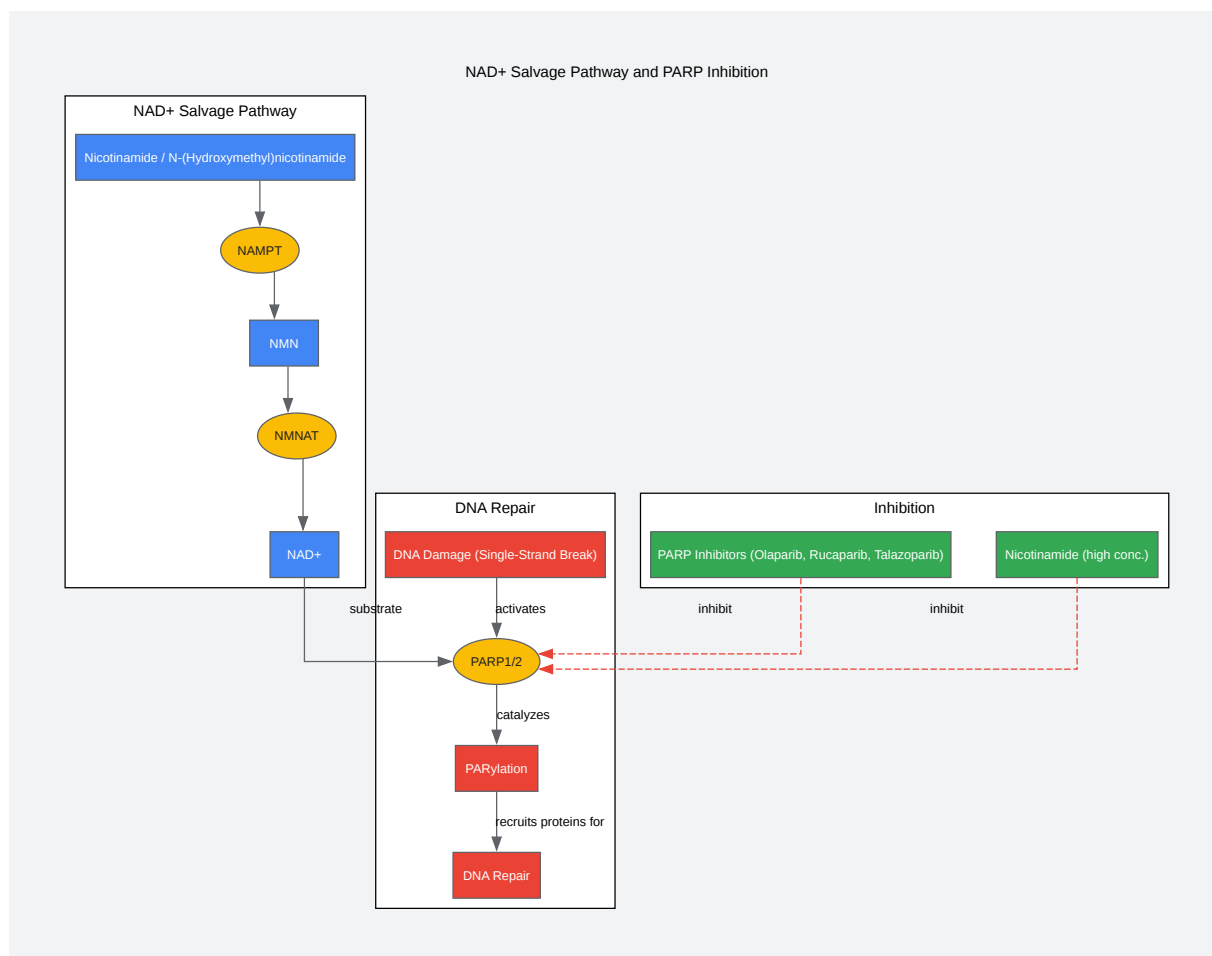 NAD+ Salvage Pathway and PARP Inhibition
NAD+ Salvage Pathway
Nicotinamide / N-(Hydroxymethyl)nicotinamide
NAMPT
NMN
NMNAT
NAD+
substrate
DNA Repair
DNA Damage (Single-Strand Break)
activates
PARP1/2
catalyzes
PARylation
recruits proteins for
DNA Repair
Inhibition
PARP Inhibitors (Olaparib, Rucaparib, Talazoparib)
Nicotinamide (high conc.)
inhibit
inhibit